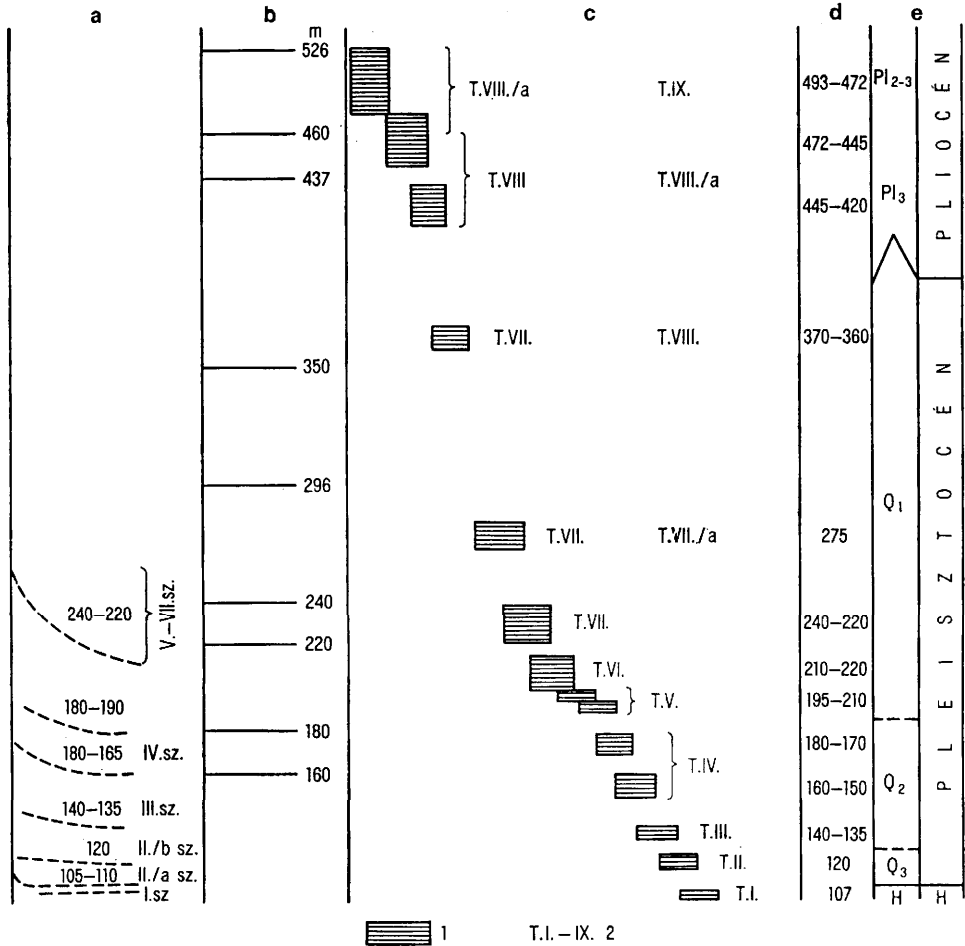 a b c d e
m
526
T.VIII./a T.IX. 493–472 Pl2–3
460 472–445
437 T.VIII T.VIII./a 445–420 Pl3
PLIOCÉN
T.VII. T.VIII. 370–360
350
296
Q1
T.VII. T.VII./a 275
240–220 V.–VII.sz.
240 T.VII. 240–220
220
T.VI. 210–220
T.V. 195–210
180–190
180 180–170
180–165 IV.sz. T.IV.
160 160–150 Q2
140–135 III.sz. T.III. 140–135
120 II./b sz. T.II. 120 Q3
105–110 II./a sz.
I.sz T.I. 107 H H
PLEISZTOCÉN
1 T.I.–IX. 2